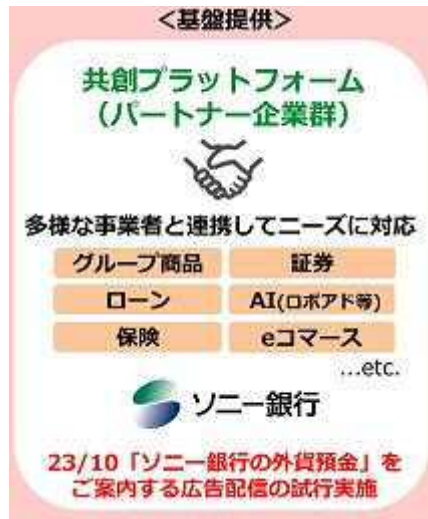 <基盤提供>
共創プラットフォーム
(パートナー企業群)
多様な事業者と連携してニーズに対応
グループ商品 証券
ローン AI(ロボアド等)
保険 eコマース
...etc.
ソニー銀行
23/10「ソニー銀行の外貨預金」を
ご案内する広告配信の試行実施